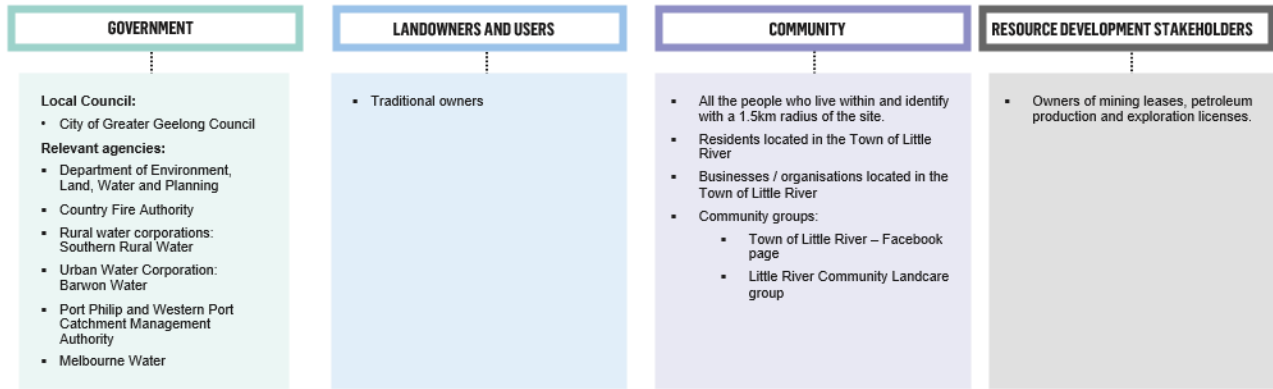 GOVERNMENT
Local Council:
• City of Greater Geelong Council
Relevant agencies:
▪ Department of Environment,
Land, Water and Planning
▪ Country Fire Authority
▪ Rural water corporations:
Southern Rural Water
▪ Urban Water Corporation:
Barwon Water
▪ Port Philip and Western Port
Catchment Management
Authority
▪ Melbourne Water
LANDOWNERS AND USERS
▪ Traditional owners
COMMUNITY
▪ All the people who live within and identify
with a 1.5km radius of the site.
▪ Residents located in the Town of Little
River
▪ Businesses / organisations located in the
Town of Little River
▪ Community groups:
▪ Town of Little River – Facebook
page
▪ Little River Community Landcare
group
RESOURCE DEVELOPMENT STAKEHOLDERS
▪ Owners of mining leases, petroleum
production and exploration licenses.